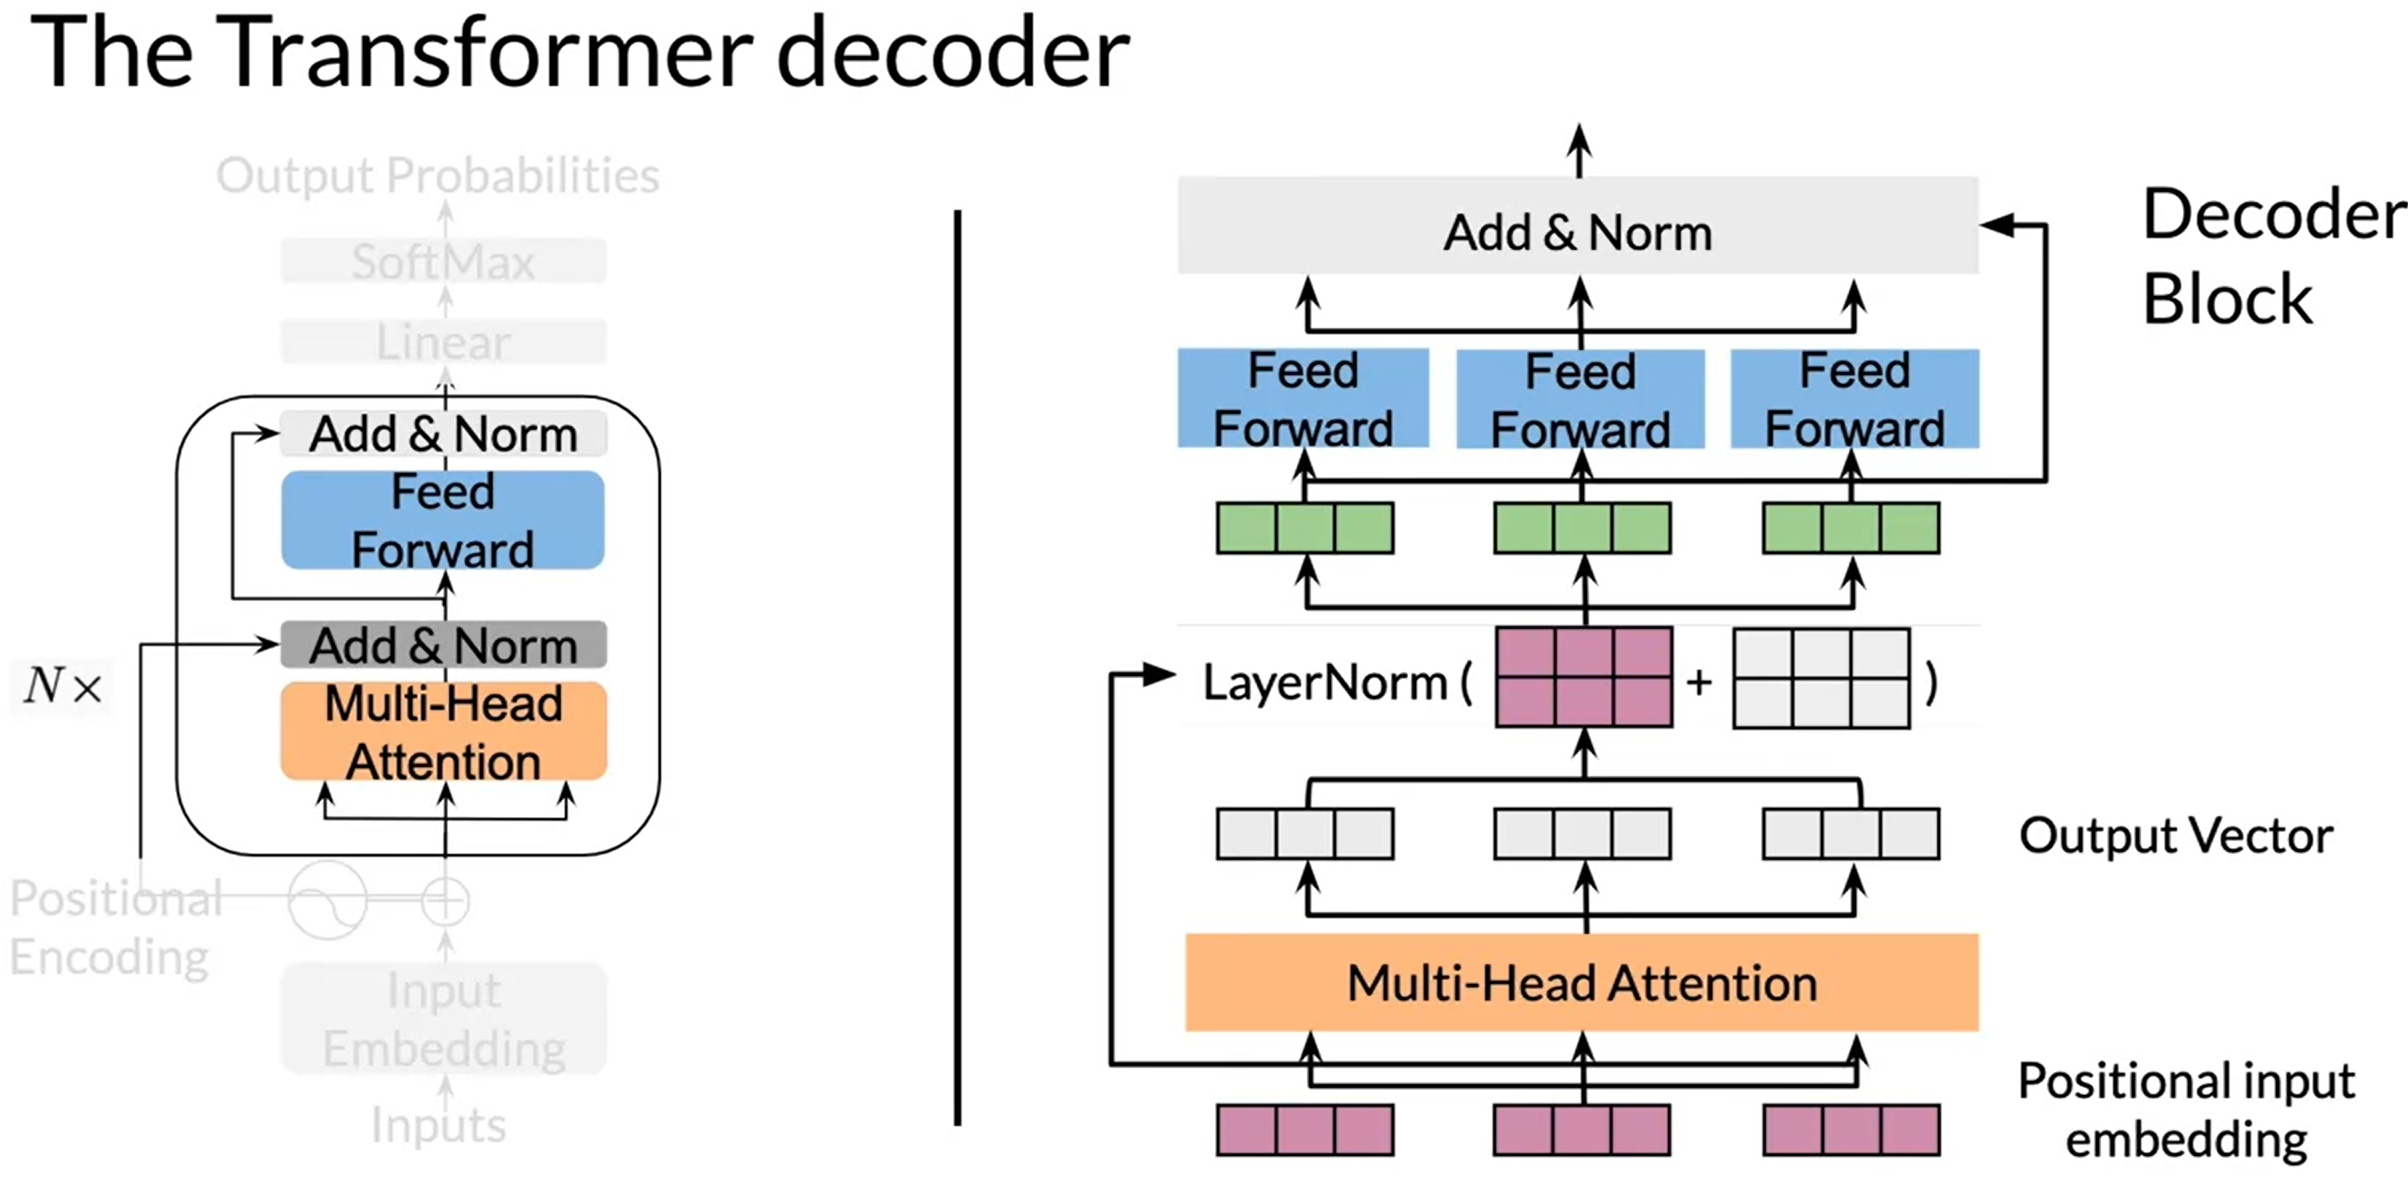 The Transformer decoder
Output Probabilities
SoftMax
Linear
Add & Norm
Feed
Forward
Add & Norm
N×
Multi-Head
Attention
Positional
Encoding
Input
Embedding
Inputs
Decoder
Block
Add & Norm
Feed
Forward
Feed
Forward
Feed
Forward
LayerNorm ( + )
Output Vector
Multi-Head Attention
Positional input
embedding